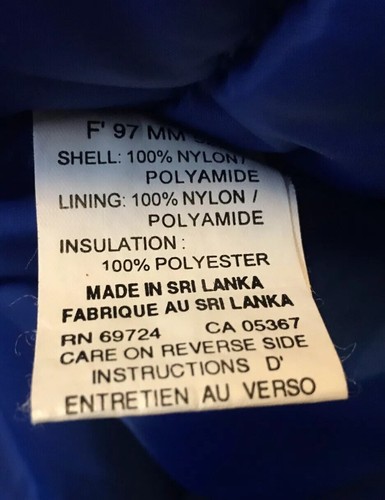 F' 97 MM
SHELL: 100% NYLON/
POLYAMIDE
LINING: 100% NYLON /
POLYAMIDE
INSULATION :
100% POLYESTER
MADE IN SRI LANKA
FABRIQUE AU SRI LANKA
RN 69724 CA 05367
CARE ON REVERSE SIDE
INSTRUCTIONS D'
ENTRETIEN AU VERSO